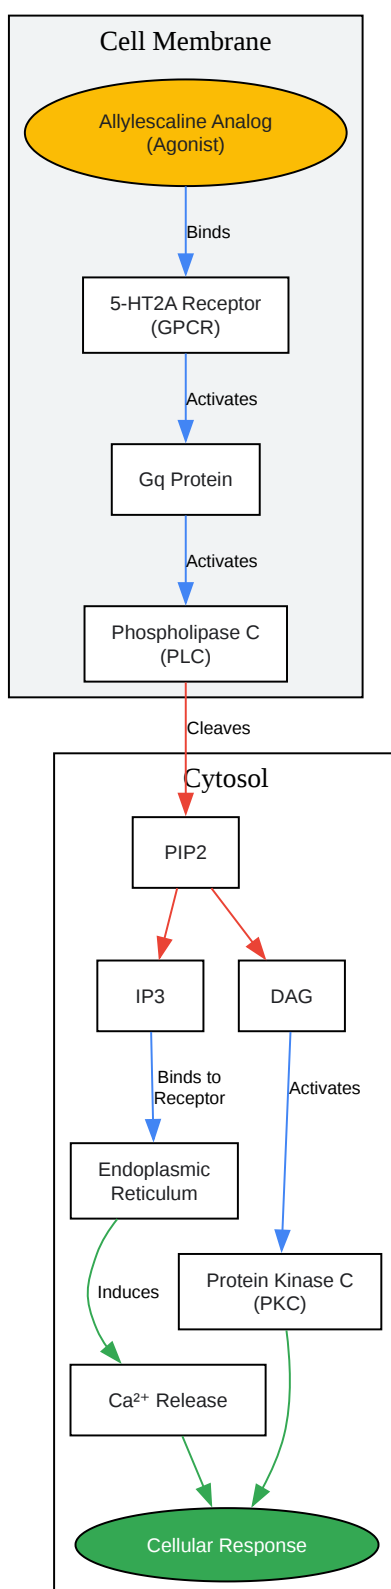 Cell Membrane
Allylescaline Analog
(Agonist)
Binds
5-HT2A Receptor
(GPCR)
Activates
Gq Protein
Activates
Phospholipase C
(PLC)
Cleaves
Cytosol
PIP2
IP3
DAG
Binds to
Receptor
Activates
Endoplasmic
Reticulum
Protein Kinase C
(PKC)
Induces
Ca²⁺ Release
Cellular Response